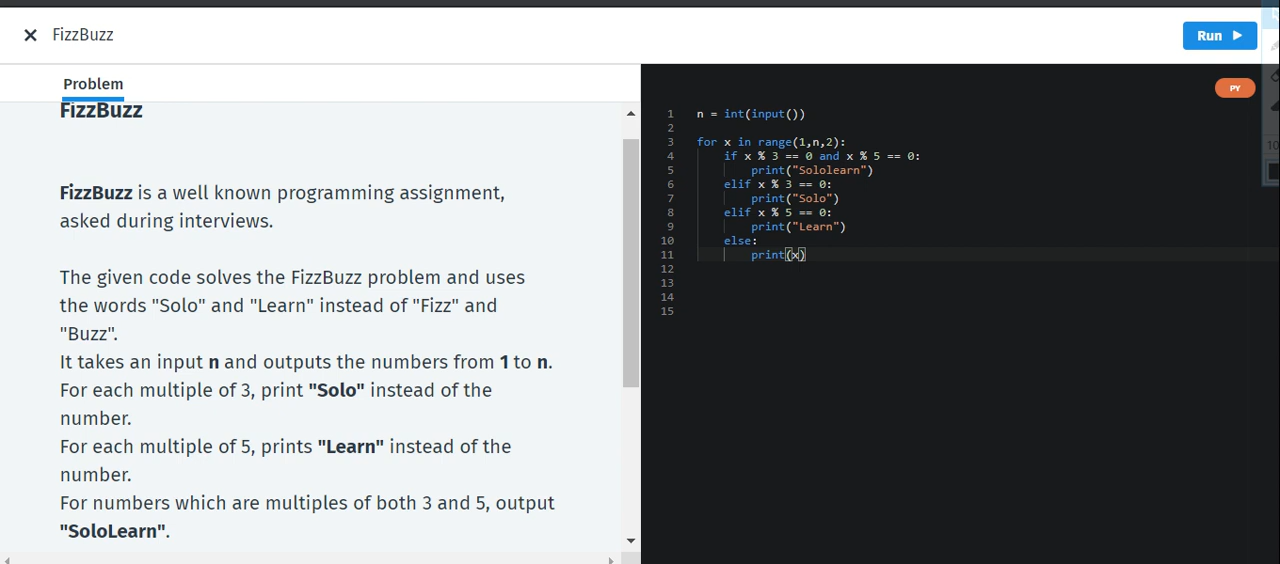 FizzBuzz
Run
Problem
FizzBuzz
FizzBuzz is a well known programming assignment,
asked during interviews.
The given code solves the FizzBuzz problem and uses
the words "Solo" and "Learn" instead of "Fizz" and
"Buzz".
It takes an input n and outputs the numbers from 1 to n.
For each multiple of 3, print "Solo" instead of the
number.
For each multiple of 5, prints "Learn" instead of the
number.
For numbers which are multiples of both 3 and 5, output
"SoloLearn".
PY
1 n = int(input())
2
3 for x in range(1,n,2):
4     if x % 3 == 0 and x % 5 == 0:
5         print("Sololearn")
6     elif x % 3 == 0:
7         print("Solo")
8     elif x % 5 == 0:
9         print("Learn")
10     else:
11         print(x)
12
13
14
15
10